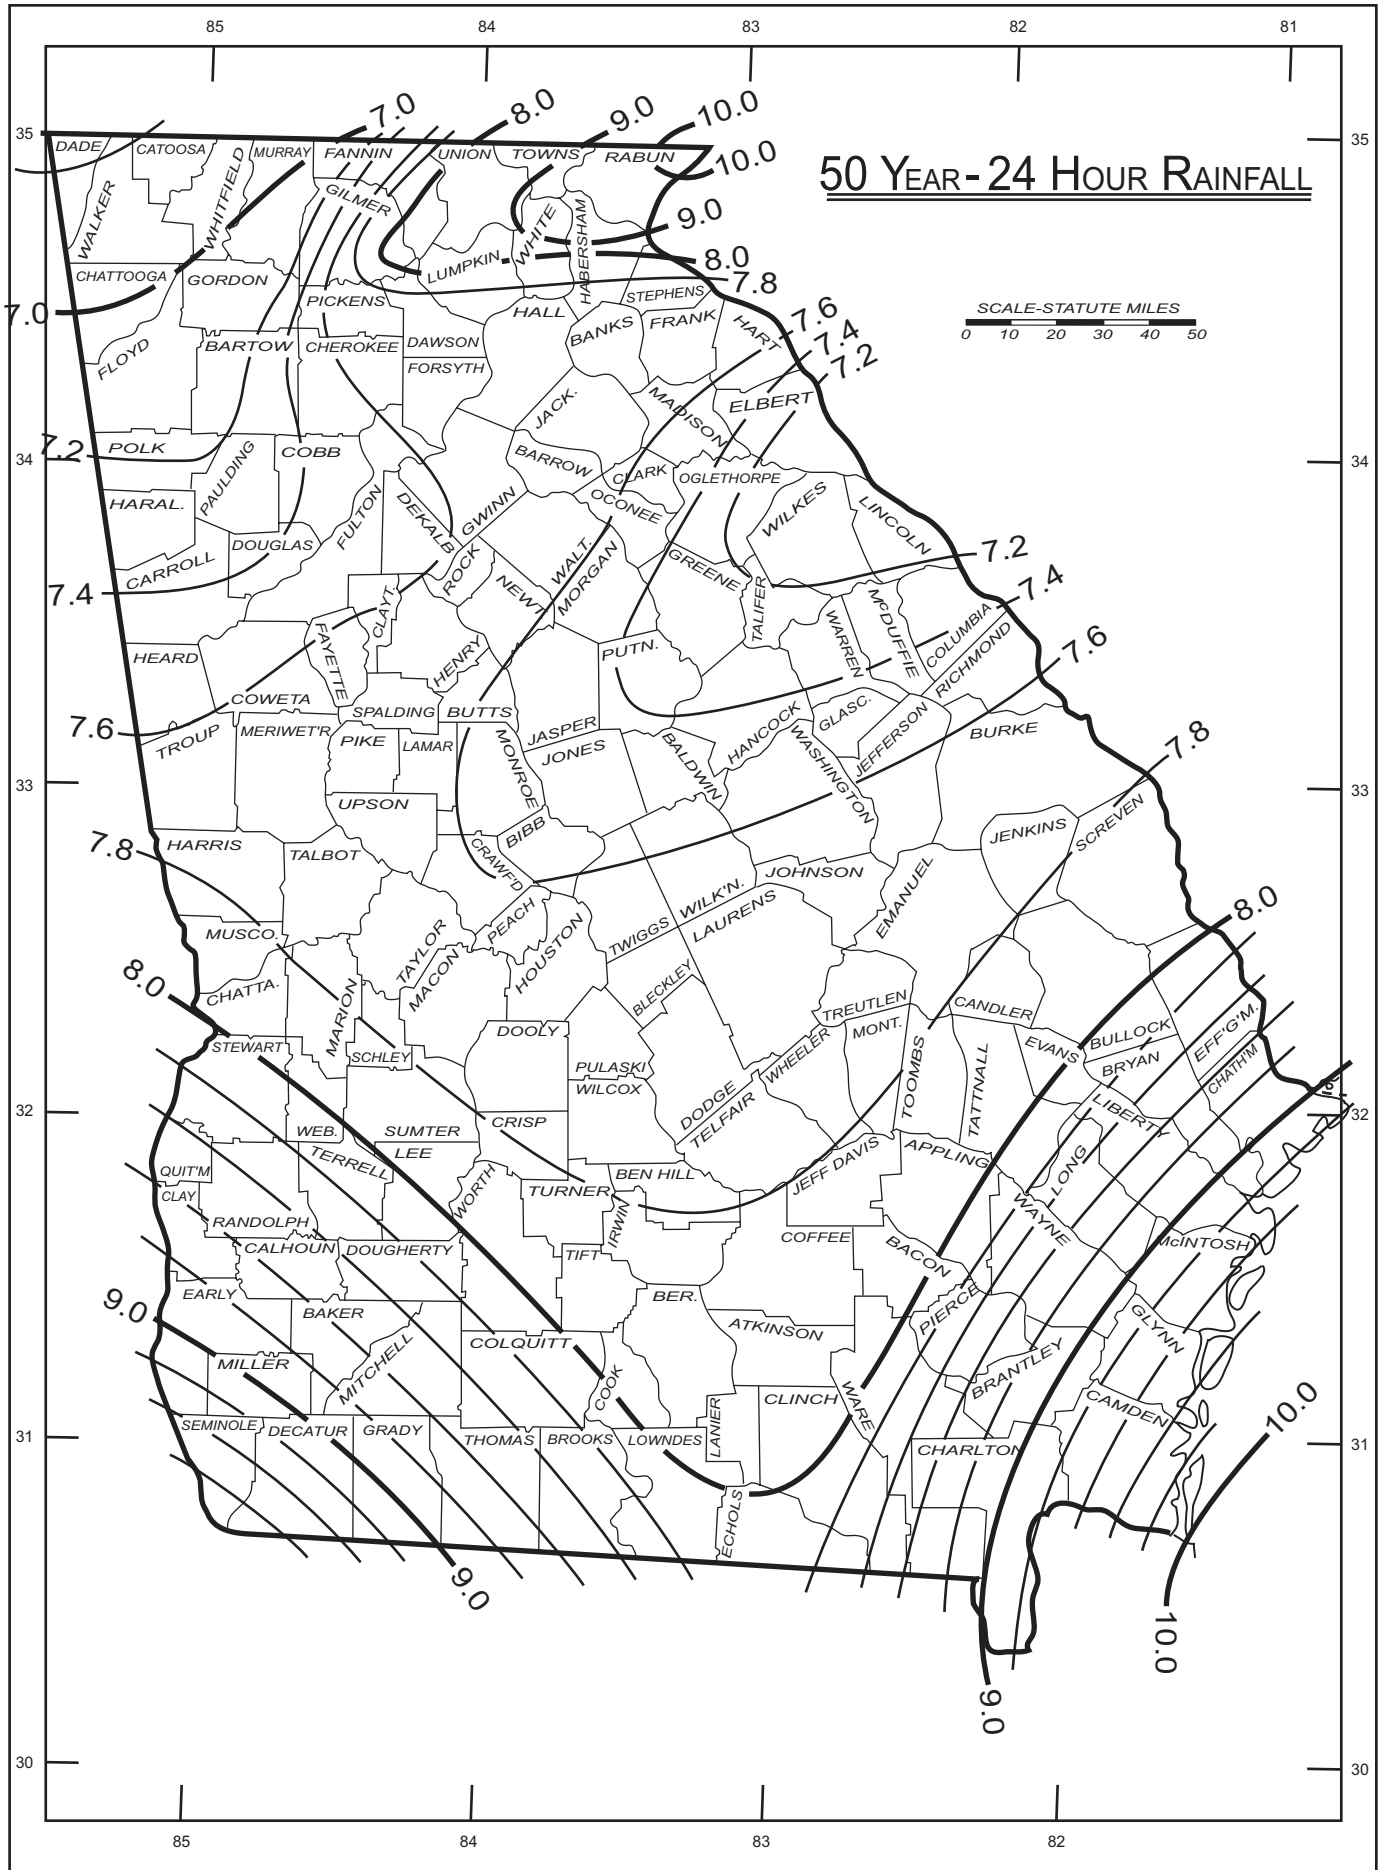 85 84 83 82 81
7.0 8.0 9.0 10.0
35 35
DADE CATOOSA MURRAY FANNIN UNION TOWNS RABUN 10.0
50 YEAR - 24 HOUR RAINFALL
WALKER WHITFIELD GILMER
WHITE HABERSHAM 9.0
CHATTOOGA GORDON LUMPKIN 8.0
7.8
7.0 PICKENS HALL STEPHENS
SCALE-STATUTE MILES
0 10 20 30 40 50
BANKS FRANK HART 7.6
FLOYD BARTOW CHEROKEE DAWSON 7.4
FORSYTH 7.2
JACK. MADISON ELBERT
7.2 POLK PAULDING COBB
34 34
BARROW CLARK OGLETHORPE
HARAL. FULTON DEKALB GWINN OCONEE WILKES LINCOLN
DOUGLAS
7.2
CARROLL ROCK NEWT. WALT. MORGAN GREENE
7.4 CLAYT. TALIFER McDUFFIE 7.4
HEARD FAYETTE HENRY PUTN. WARREN COLUMBIA RICHMOND 7.6
COWETA
7.6 TROUP MERIWET'R SPALDING BUTTS JASPER HANCOCK GLASC. BURKE
PIKE LAMAR MONROE JONES BALDWIN WASHINGTON JEFFERSON 7.8
33 33
UPSON
7.8 HARRIS TALBOT CRAWF'D BIBB JENKINS SCREVEN
JOHNSON
WILK'N. EMANUEL 8.0
MUSCO. TAYLOR PEACH HOUSTON TWIGGS LAURENS
8.0 CHATTA. MARION MACON BLECKLEY
DOOLY TREUTLEN CANDLER
STEWART SCHLEY PULASKI WHEELER MONT. TOOMBS TATTNALL EVANS BULLOCK EFF'G'M.
WILCOX BRYAN CHATH'M
32 32
WEB. SUMTER CRISP DODGE TELFAIR LIBERTY
TERRELL LEE
QUIT'M WORTH BEN HILL JEFF DAVIS APPLING LONG
CLAY TURNER
RANDOLPH IRWIN WAYNE
CALHOUN DOUGHERTY TIFT COFFEE BACON McINTOSH
EARLY
9.0 BAKER BER. PIERCE
COLQUITT ATKINSON GLYNN
MILLER MITCHELL COOK BRANTLEY
CLINCH WARE CAMDEN
SEMINOLE DECATUR GRADY THOMAS BROOKS LOWNDES LANIER CHARLTON 10.0
31 31
ECHOLS
9.0
10.0
9.0
30 30
85 84 83 82